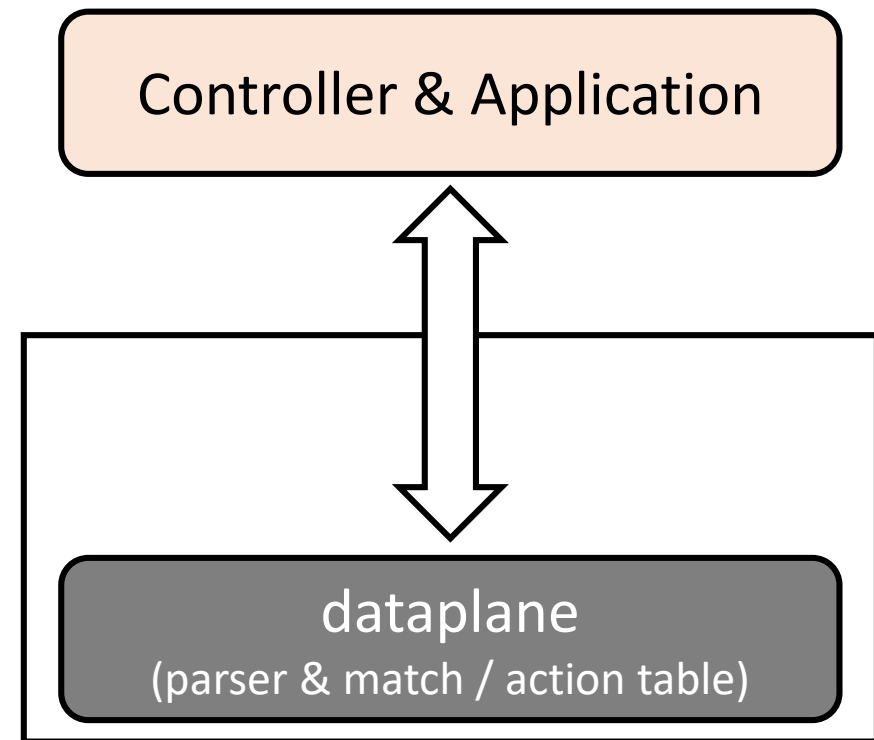 Controller & Application
dataplane
(parser & match / action table)